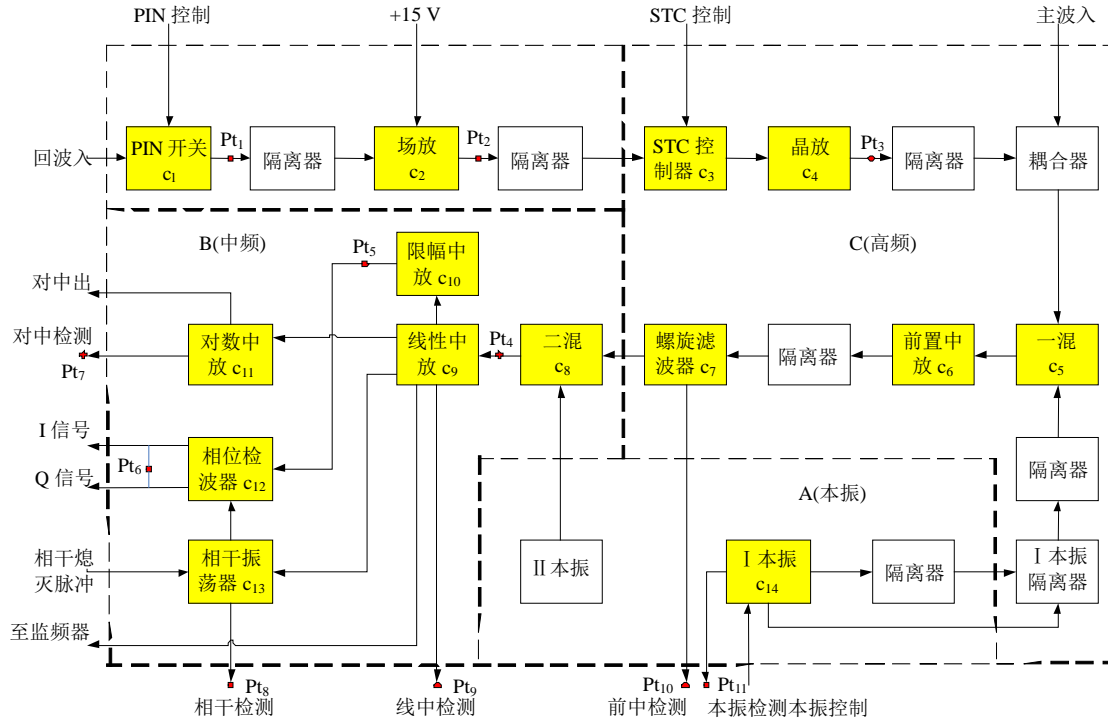 PIN 控制
+15 V
STC 控制
主波入
回波入
PIN 开关
c1
Pt1
隔离器
场放
c2
Pt2
隔离器
STC 控
制器 c3
晶放
c4
Pt3
隔离器
耦合器
B(中频)
C(高频)
Pt5
限幅中
放 c10
对中出
对中检测
Pt7
对数中
放 c11
线性中
放 c9
Pt4
二混
c8
螺旋滤
波器 c7
隔离器
前置中
放 c6
一混
c5
I 信号
Q 信号
Pt6
相位检
波器 c12
隔离器
A(本振)
相干熄
灭脉冲
相干振
荡器 c13
II 本振
I 本振
c14
隔离器
I 本振
隔离器
至监频器
Pt8
相干检测
Pt9
线中检测
Pt10
前中检测
Pt11
本振检测
本振控制